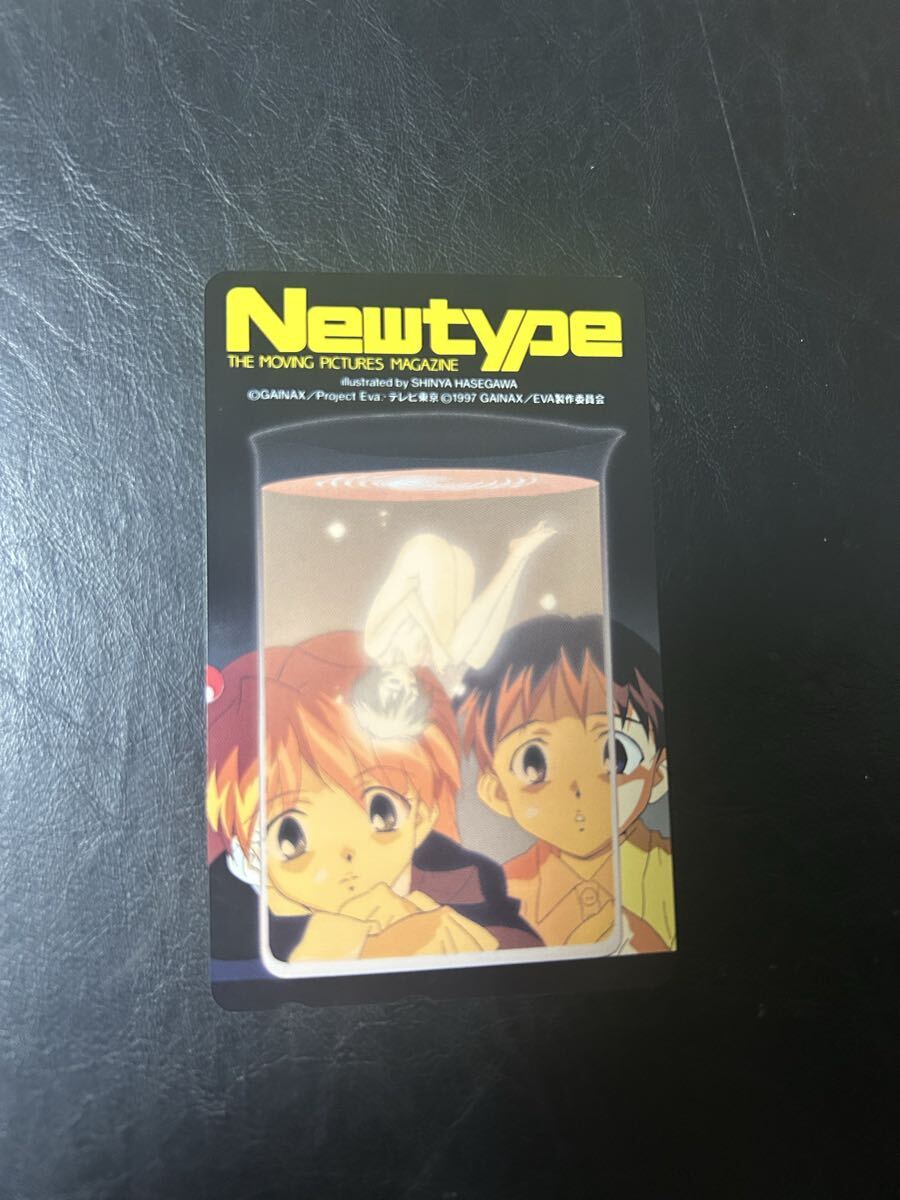 Newtype
THE MOVING PICTURES MAGAZINE
illustrated by SHINYA HASEGAWA
©GAINAX／Project Eva.・テレビ東京 ©1997 GAINAX／EVA製作委員会